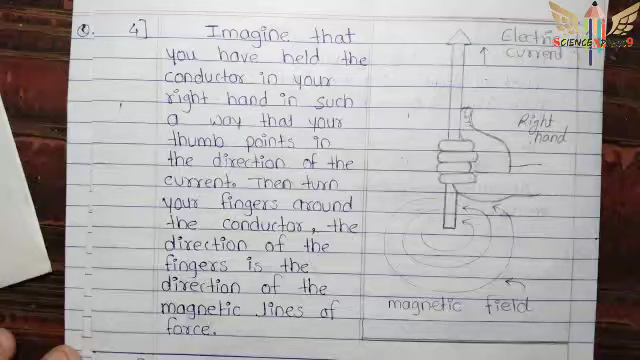 Q. 4] Imagine that
you have held the
conductor in your
right hand in such
a way that your
thumb points in
the direction of the
current. Then turn
your fingers around
the conductor, the
direction of the
fingers is the
direction of the
magnetic lines of
force.
Electric
current
Right
hand
magnetic field